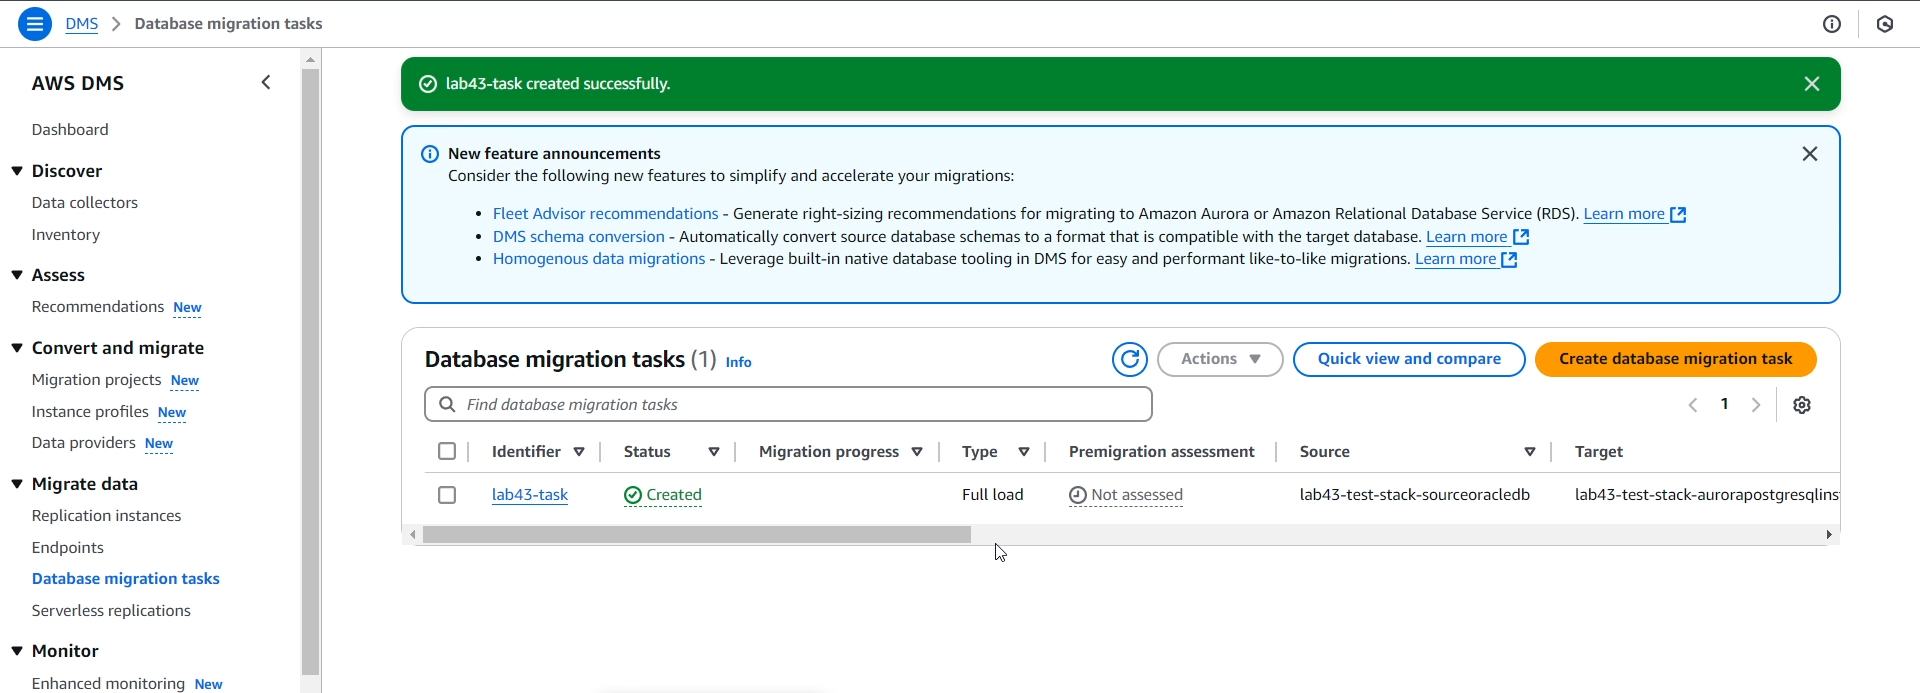 DMS > Database migration tasks
AWS DMS
Dashboard
Discover
Data collectors
Inventory
Assess
Recommendations New
Convert and migrate
Migration projects New
Instance profiles New
Data providers New
Migrate data
Replication instances
Endpoints
Database migration tasks
Serverless replications
Monitor
Enhanced monitoring New
lab43-task created successfully.
New feature announcements
Consider the following new features to simplify and accelerate your migrations:
• Fleet Advisor recommendations - Generate right-sizing recommendations for migrating to Amazon Aurora or Amazon Relational Database Service (RDS). Learn more
• DMS schema conversion - Automatically convert source database schemas to a format that is compatible with the target database. Learn more
• Homogenous data migrations - Leverage built-in native database tooling in DMS for easy and performant like-to-like migrations. Learn more
Database migration tasks (1) Info
Actions
Quick view and compare
Create database migration task
Find database migration tasks
< 1 >
Identifier Status Migration progress Type Premigration assessment Source Target
lab43-task Created Full load Not assessed lab43-test-stack-sourceoracledb lab43-test-stack-aurorapostgresqlins